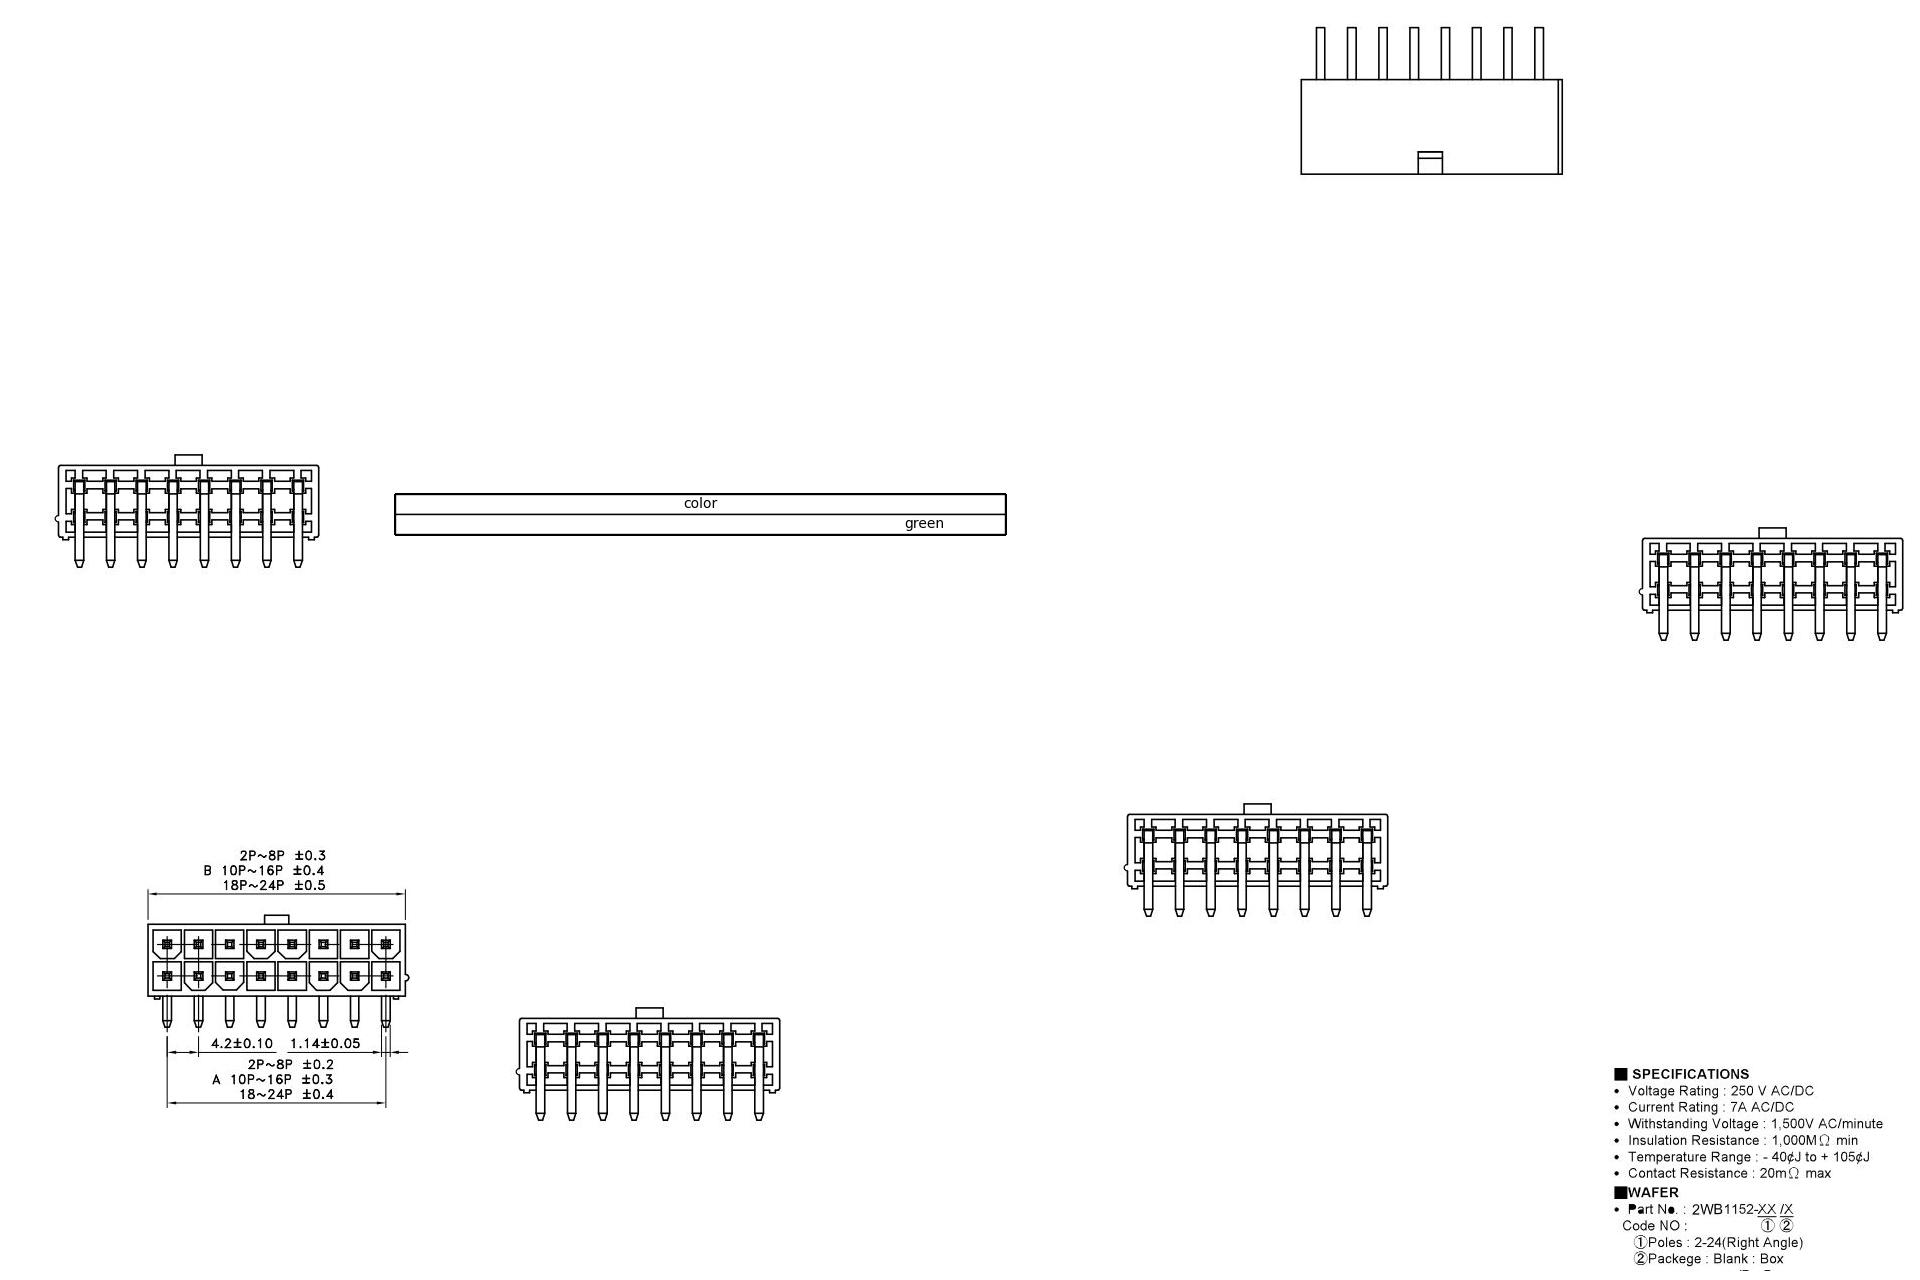 color
green
2P~8P ±0.3
B 10P~16P ±0.4
18P~24P ±0.5
4.2±0.10 1.14±0.05
2P~8P ±0.2
A 10P~16P ±0.3
18~24P ±0.4
■ SPECIFICATIONS
• Voltage Rating : 250 V AC/DC
• Current Rating : 7A AC/DC
• Withstanding Voltage : 1,500V AC/minute
• Insulation Resistance : 1,000MΩ min
• Temperature Range : - 40¢J to + 105¢J
• Contact Resistance : 20mΩ max
■WAFER
• Part No. : 2WB1152-XX /X
Code NO : ① ②
①Poles : 2-24(Right Angle)
②Packege : Blank : Box